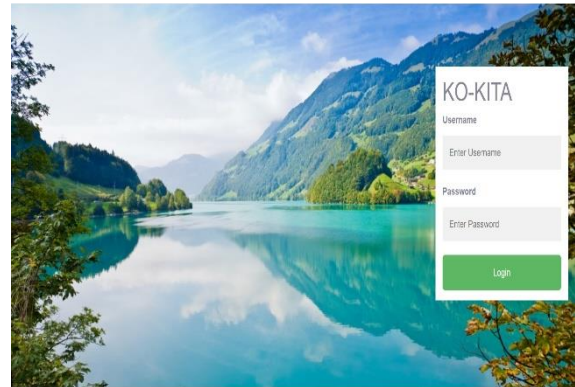 KO-KITA
Username
Enter Username
Password
Enter Password
Login